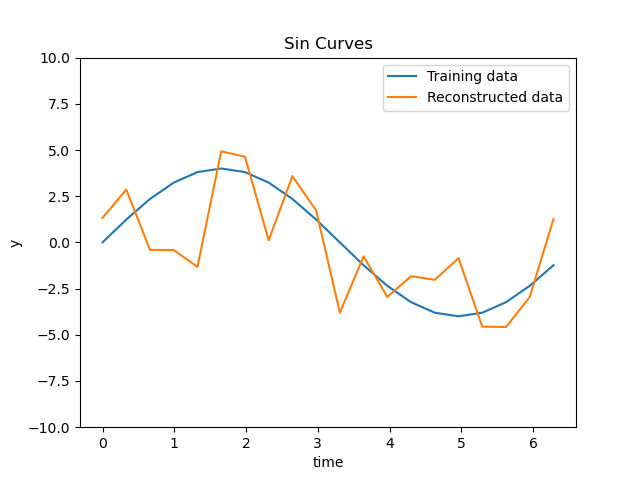 Sin Curves
Training data
Reconstructed data
10.0
7.5
5.0
2.5
0.0
−2.5
−5.0
−7.5
−10.0
y
0 1 2 3 4 5 6
time